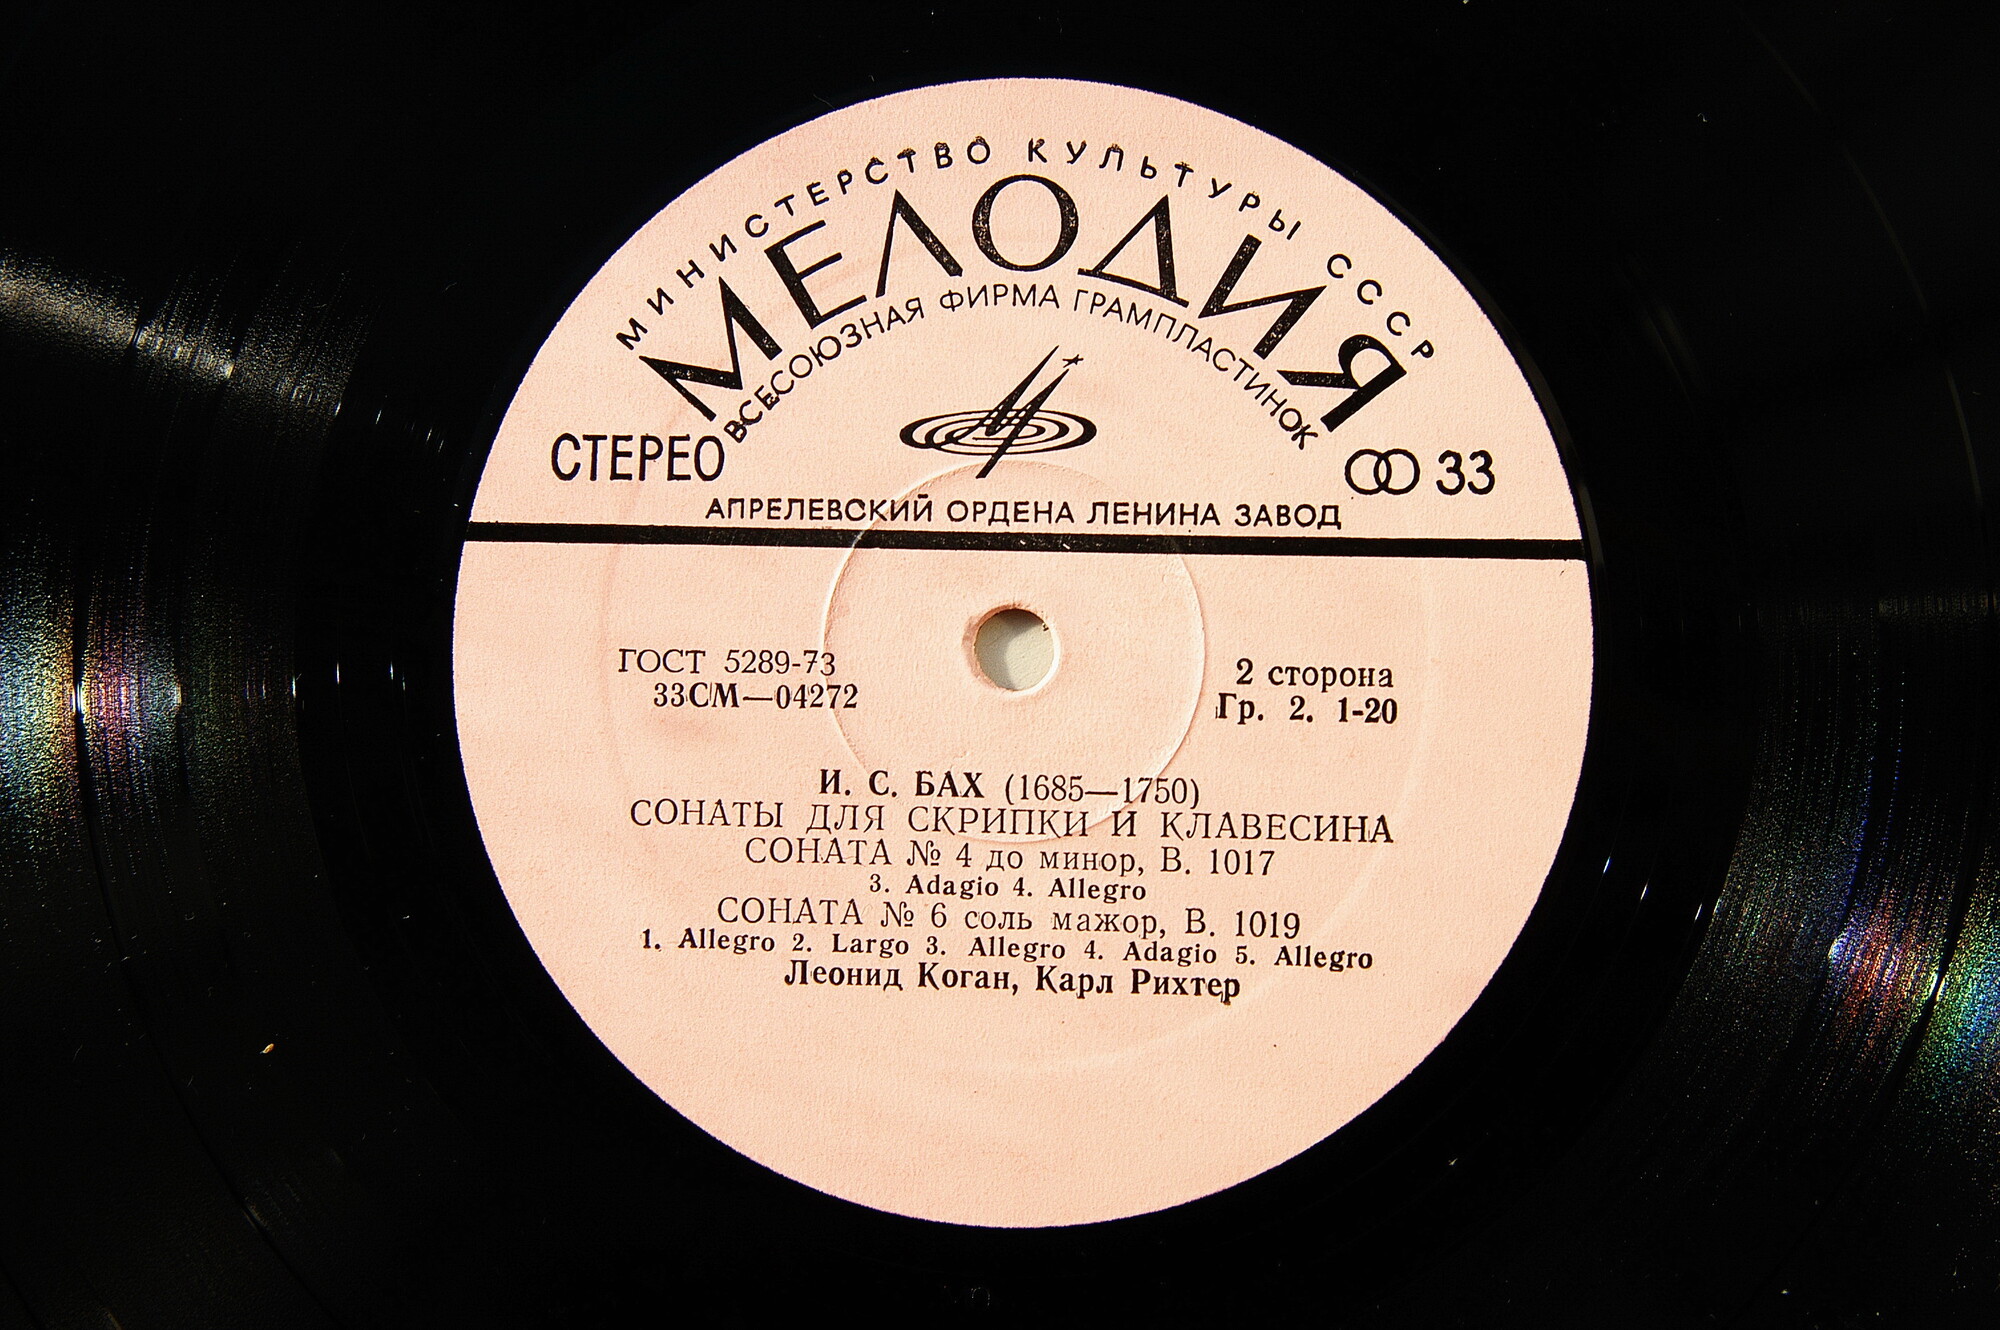 МИНИСТЕРСТВО КУЛЬТУРЫ СССР
МЕЛОДИЯ
ВСЕСОЮЗНАЯ ФИРМА ГРАМПЛАСТИНОК
СТЕРЕО
33
АПРЕЛЕВСКИЙ ОРДЕНА ЛЕНИНА ЗАВОД
ГОСТ 5289-73
33СМ—04272
2 сторона
Гр. 2. 1-20
И. С. БАХ (1685—1750)
СОНАТЫ ДЛЯ СКРИПКИ И КЛАВЕСИНА
СОНАТА № 4 до минор, В. 1017
3. Adagio 4. Allegro
СОНАТА № 6 соль мажор, В. 1019
1. Allegro 2. Largo 3. Allegro 4. Adagio 5. Allegro
Леонид Коган, Карл Рихтер